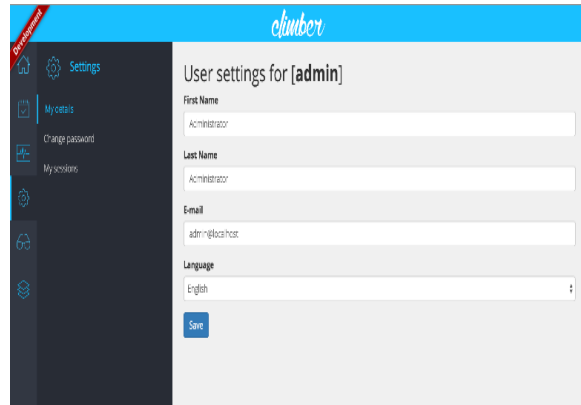 Development
climber
Settings
My details
Change password
My sessions
User settings for [admin]
First Name
Administrator
Last Name
Administrator
E-mail
admin@localhost
Language
English
Save